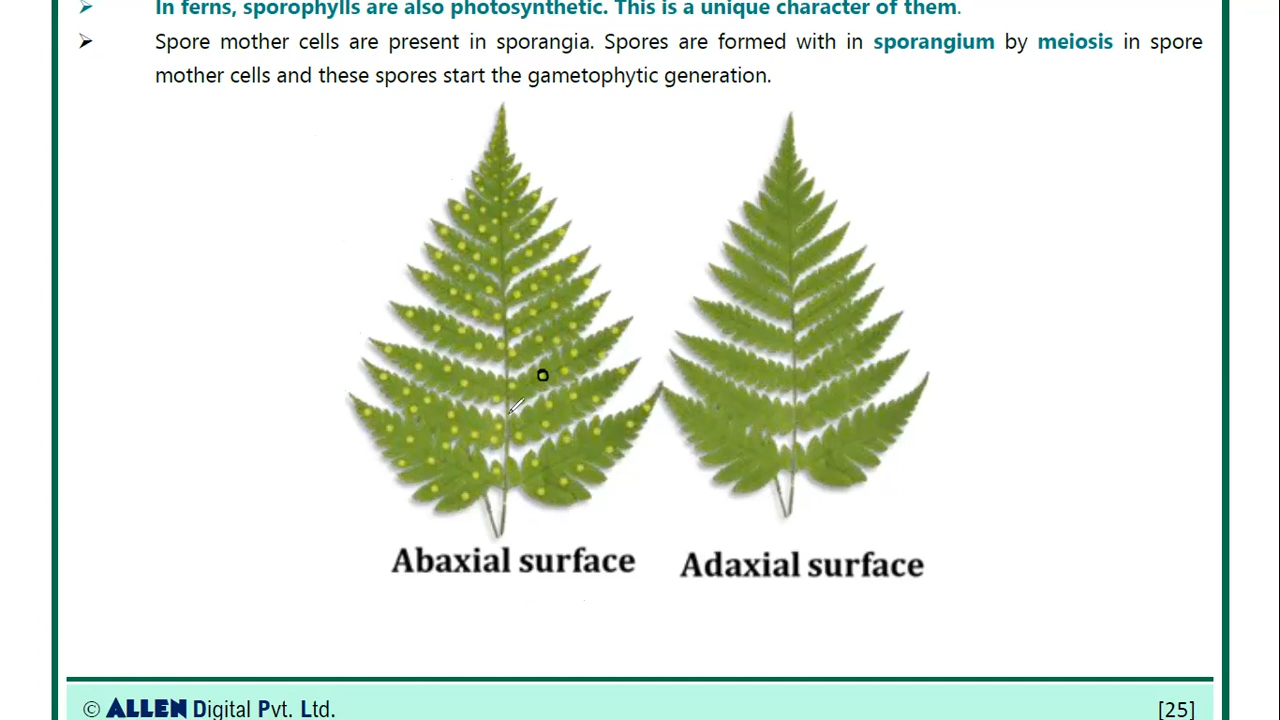 In ferns, sporophylls are also photosynthetic. This is a unique character of them.
Spore mother cells are present in sporangia. Spores are formed with in sporangium by meiosis in spore
mother cells and these spores start the gametophytic generation.
Abaxial surface
Adaxial surface
© ALLEN Digital Pvt. Ltd.
[25]